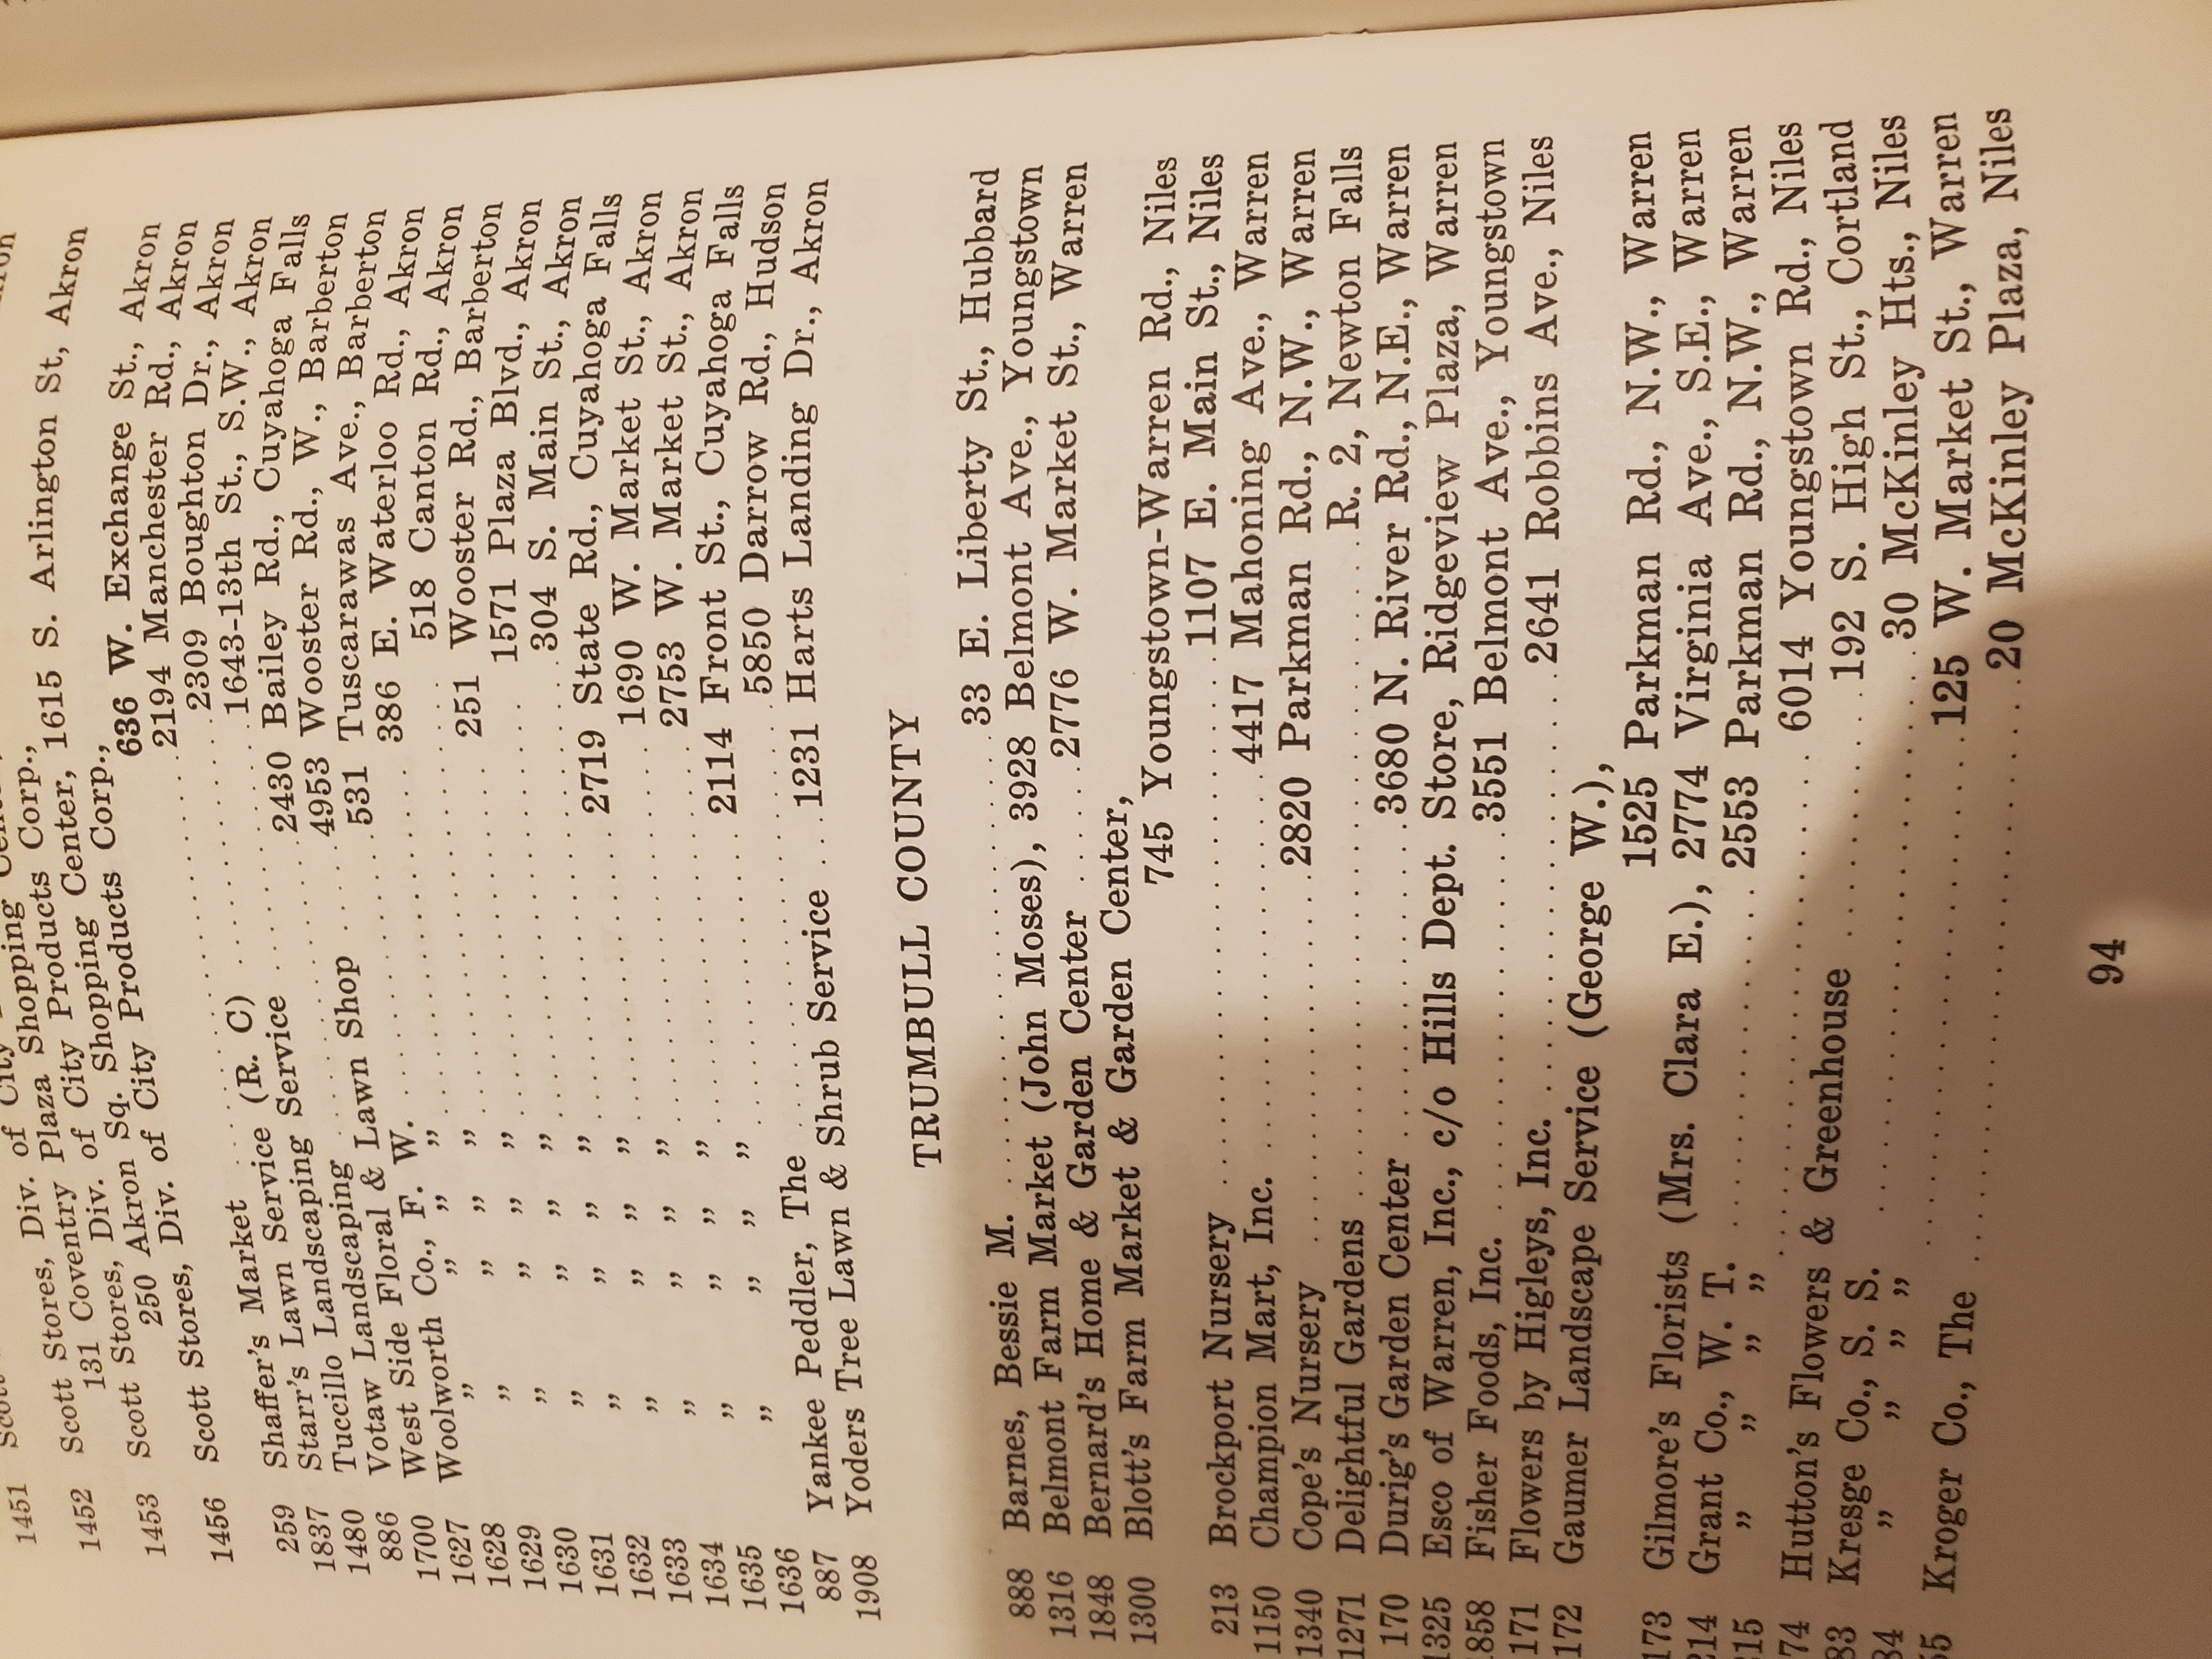 1451 Scott
1452 Scott Stores, Div. of City Products Corp.,
131 Coventry Plaza Shopping Center,
1453 Scott Stores, Div. of City Products Corp.,
250 Akron Sq. Shopping Center, 1615 S. Arlington St, Akron
1456 Scott Stores, Div. of City Products Corp.,
636 W. Exchange St., Akron
259 Shaffer's Market ..... 2194 Manchester Rd., Akron
1837 Starr's Lawn Service (R. C) ..... 2309 Boughton Dr., Akron
1480 Tuccillo Landscaping Service ..... 1643-13th St., S.W., Akron
886 Votaw Landscaping ..... 2430 Bailey Rd., Cuyahoga Falls
1700 West Side Floral & Lawn Shop ..... 4953 Wooster Rd., W., Barberton
1627 Woolworth Co., F. W. ..... 531 Tuscarawas Ave., Barberton
1628 " " " ..... 386 E. Waterloo Rd., Akron
1629 " " " ..... 518 Canton Rd., Akron
1630 " " " ..... 251 Wooster Rd., Barberton
1631 " " " ..... 1571 Plaza Blvd., Akron
1632 " " " ..... 304 S. Main St., Akron
1633 " " " ..... 2719 State Rd., Cuyahoga Falls
1634 " " " ..... 1690 W. Market St., Akron
1635 " " " ..... 2753 W. Market St., Akron
1636 " " " ..... 2114 Front St., Cuyahoga Falls
887 Yankee Peddler, The ..... 5850 Darrow Rd., Hudson
1908 Yoders Tree Lawn & Shrub Service .. 1231 Harts Landing Dr., Akron
TRUMBULL COUNTY
888 Barnes, Bessie M. ..... 33 E. Liberty St., Hubbard
1316 Belmont Farm Market (John Moses), 3928 Belmont Ave., Youngstown
1848 Bernard's Home & Garden Center .... 2776 W. Market St., Warren
1300 Blott's Farm Market & Garden Center,
745 Youngstown-Warren Rd., Niles
213 Brockport Nursery ..... 1107 E. Main St., Niles
1150 Champion Mart, Inc. ..... 4417 Mahoning Ave., Warren
1340 Cope's Nursery ..... 2820 Parkman Rd., N.W., Warren
1271 Delightful Gardens ..... R. 2, Newton Falls
170 Durig's Garden Center ..... 3680 N. River Rd., N.E., Warren
1325 Esco of Warren, Inc., c/o Hills Dept. Store, Ridgeview Plaza, Warren
858 Fisher Foods, Inc. ..... 3551 Belmont Ave., Youngstown
171 Flowers by Higleys, Inc. ..... 2641 Robbins Ave., Niles
172 Gaumer Landscape Service (George W.),
1525 Parkman Rd., N.W., Warren
173 Gilmore's Florists (Mrs. Clara E.), 2774 Virginia Ave., S.E., Warren
214 Grant Co., W. T. ..... 2553 Parkman Rd., N.W., Warren
15 " " " " ..... 6014 Youngstown Rd., Niles
74 Hutton's Flowers & Greenhouse ..... 192 S. High St., Cortland
83 Kresge Co., S. S. ..... 30 McKinley Hts., Niles
84 " " " " ..... 125 W. Market St., Warren
55 Kroger Co., The ..... 20 McKinley Plaza, Niles
94